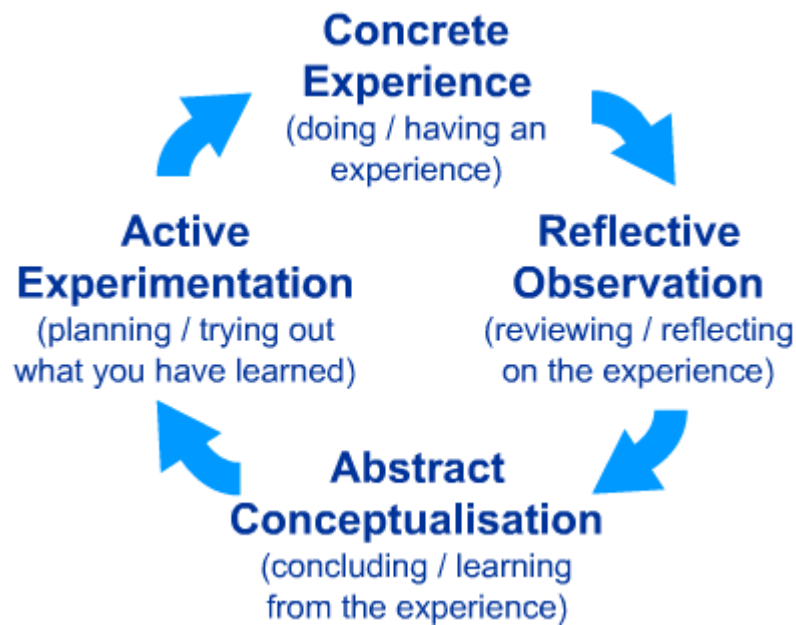 Concrete
Experience
(doing / having an
experience)
Reflective
Observation
(reviewing / reflecting
on the experience)
Abstract
Conceptualisation
(concluding / learning
from the experience)
Active
Experimentation
(planning / trying out
what you have learned)